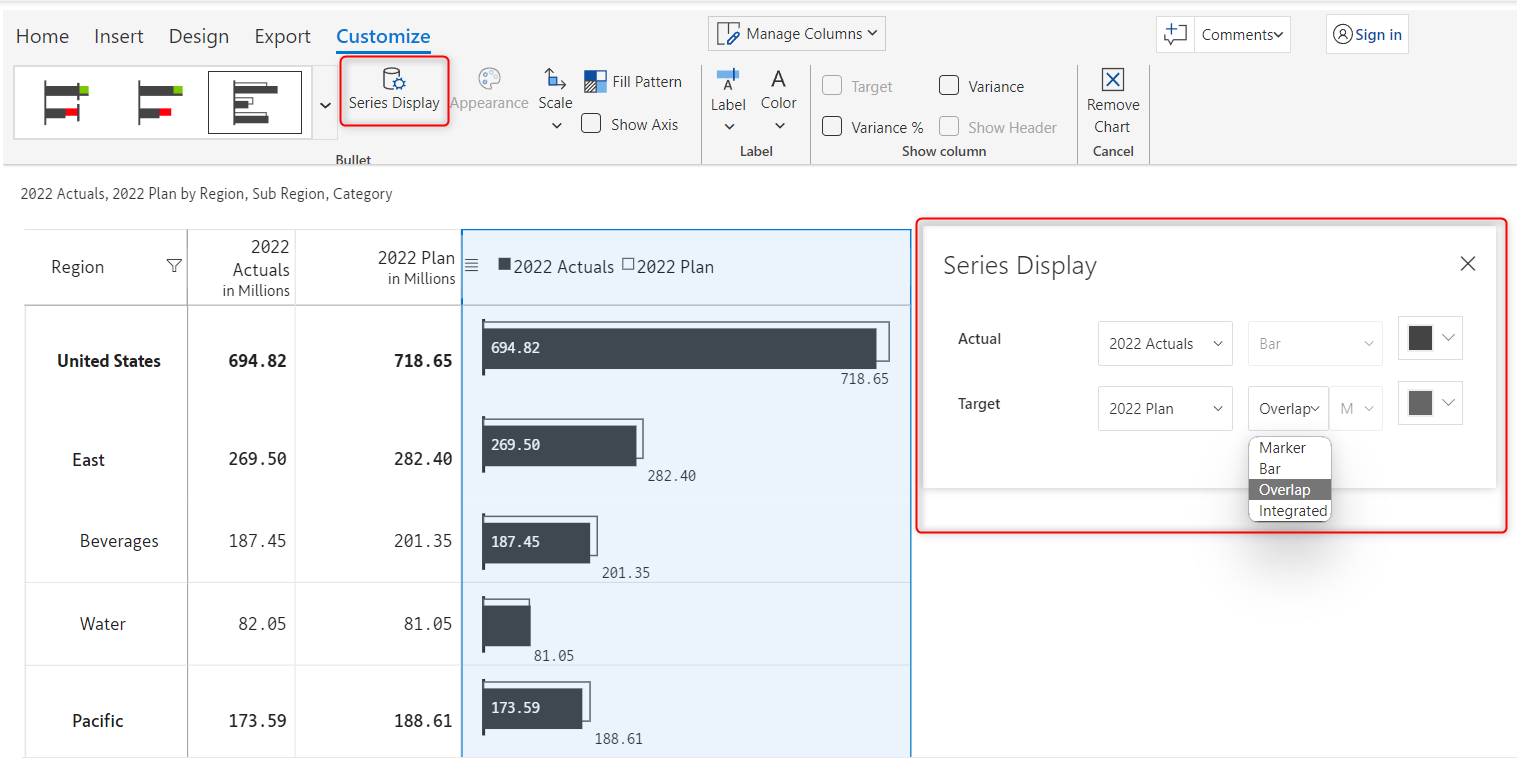 Home Insert Design Export Customize
Manage Columns
Comments
Sign in
Series Display
Appearance
Scale
Fill Pattern
Show Axis
Bullet
Label
Color
Label
Target
Variance
Variance %
Show Header
Show column
Remove
Chart
Cancel
2022 Actuals, 2022 Plan by Region, Sub Region, Category
Region
2022
Actuals
in Millions
2022 Plan
in Millions
2022 Actuals 2022 Plan
United States 694.82 718.65 694.82
718.65
East 269.50 282.40 269.50
282.40
Beverages 187.45 201.35 187.45
201.35
Water 82.05 81.05
81.05
Pacific 173.59 188.61 173.59
188.61
Series Display
Actual 2022 Actuals Bar
Target 2022 Plan Overlap M
Marker
Bar
Overlap
Integrated